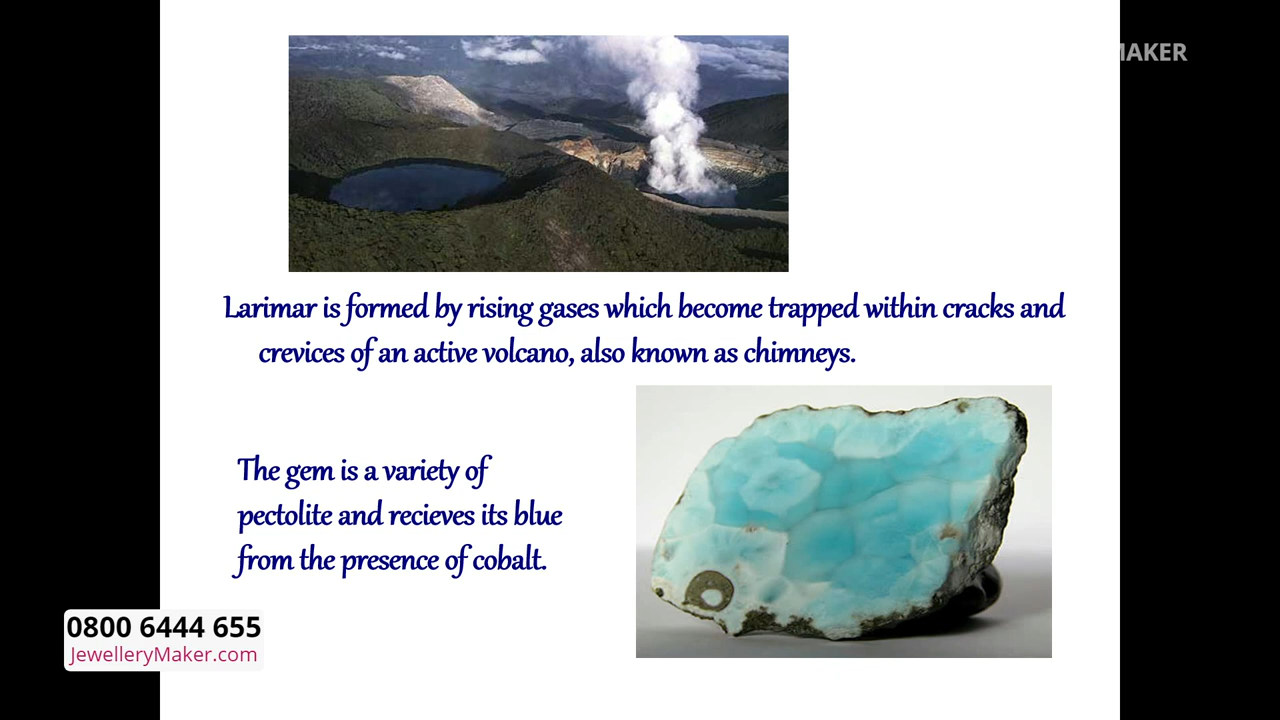 MAKER
Larimar is formed by rising gases which become trapped within cracks and
crevices of an active volcano, also known as chimneys.
The gem is a variety of
pectolite and recieves its blue
from the presence of cobalt.
0800 6444 655
JewelleryMaker.com